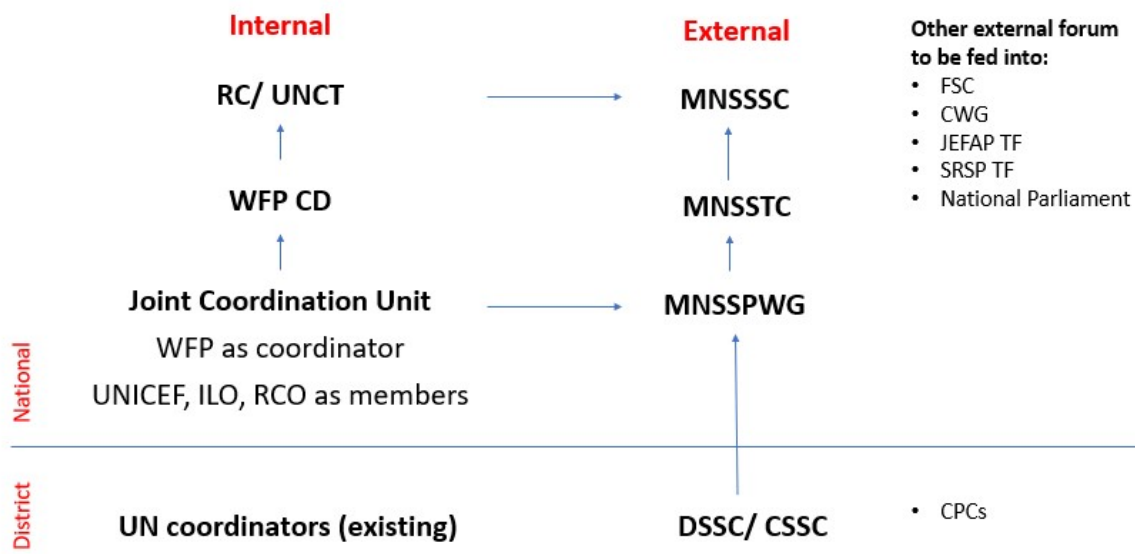 Internal
External
Other external forum
to be fed into:
• FSC
• CWG
• JEFAP TF
• SRSP TF
• National Parliament
RC/ UNCT
MNSSSC
WFP CD
MNSSTC
Joint Coordination Unit
MNSSPWG
WFP as coordinator
UNICEF, ILO, RCO as members
National
District
UN coordinators (existing)
DSSC/ CSSC
• CPCs